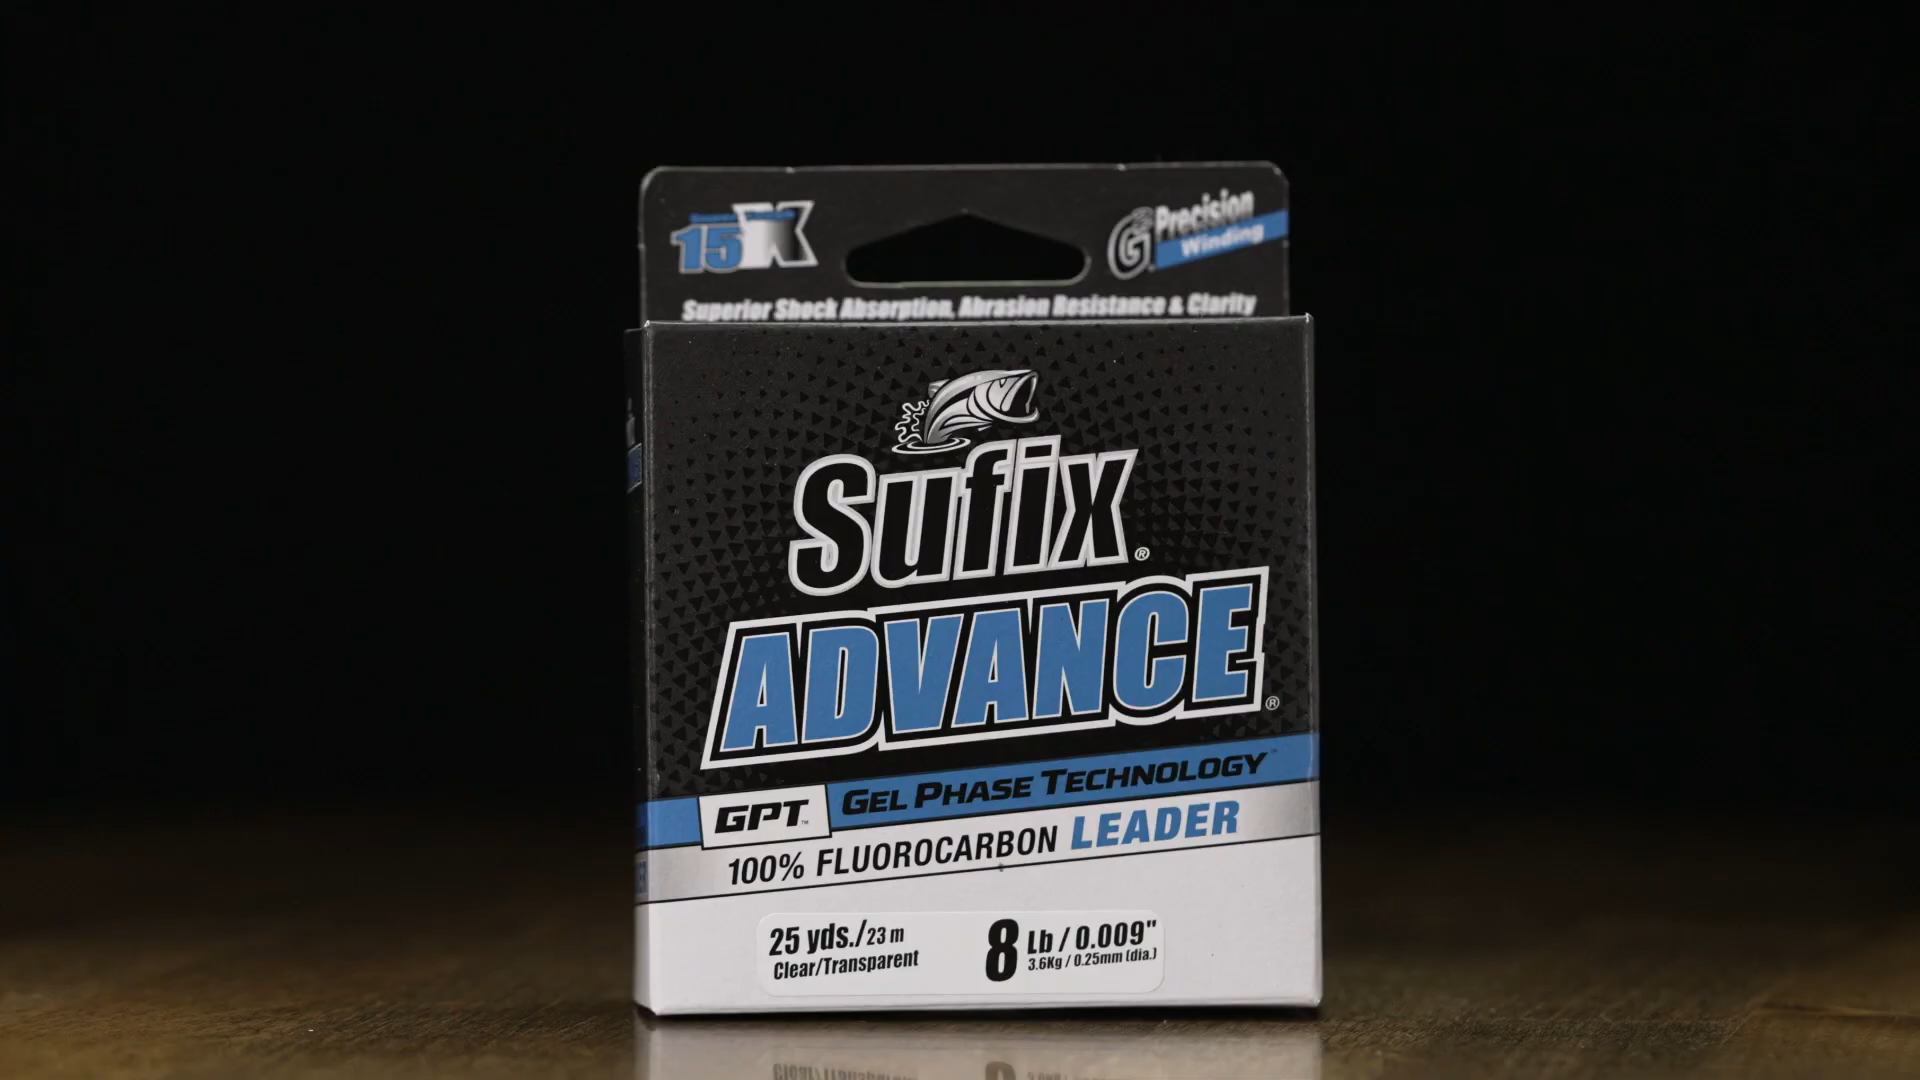 15X
G Precision
Winding
Superior Shock Absorption, Abrasion Resistance & Clarity
Sufix®
ADVANCE®
GPT™ GEL PHASE TECHNOLOGY™
100% FLUOROCARBON LEADER
25 yds./23 m
Clear/Transparent
8 Lb / 0.009"
3.6Kg / 0.25mm (dia.)